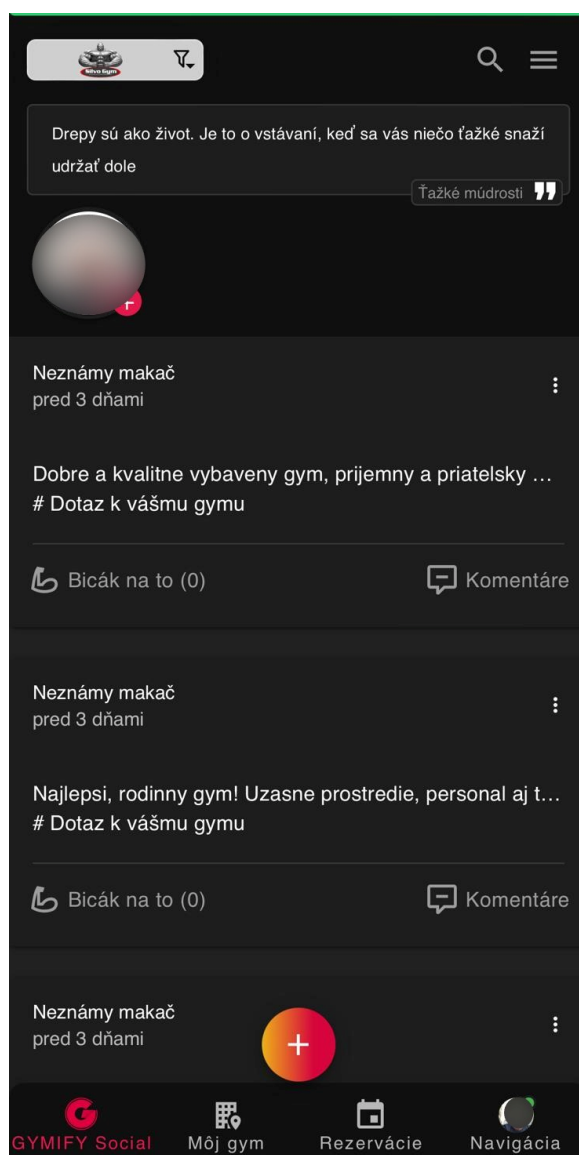 Silvo Gym
Drepy sú ako život. Je to o vstávaní, keď sa vás niečo ťažké snaží
udržať dole
Ťažké múdrosti
Neznámy makač
pred 3 dňami
Dobre a kvalitne vybaveny gym, prijemny a priatelsky ...
# Dotaz k vášmu gymu
Bicák na to (0) Komentáre
Neznámy makač
pred 3 dňami
Najlepsi, rodinny gym! Uzasne prostredie, personal aj t...
# Dotaz k vášmu gymu
Bicák na to (0) Komentáre
Neznámy makač
pred 3 dňami
GYMIFY Social Môj gym Rezervácie Navigácia